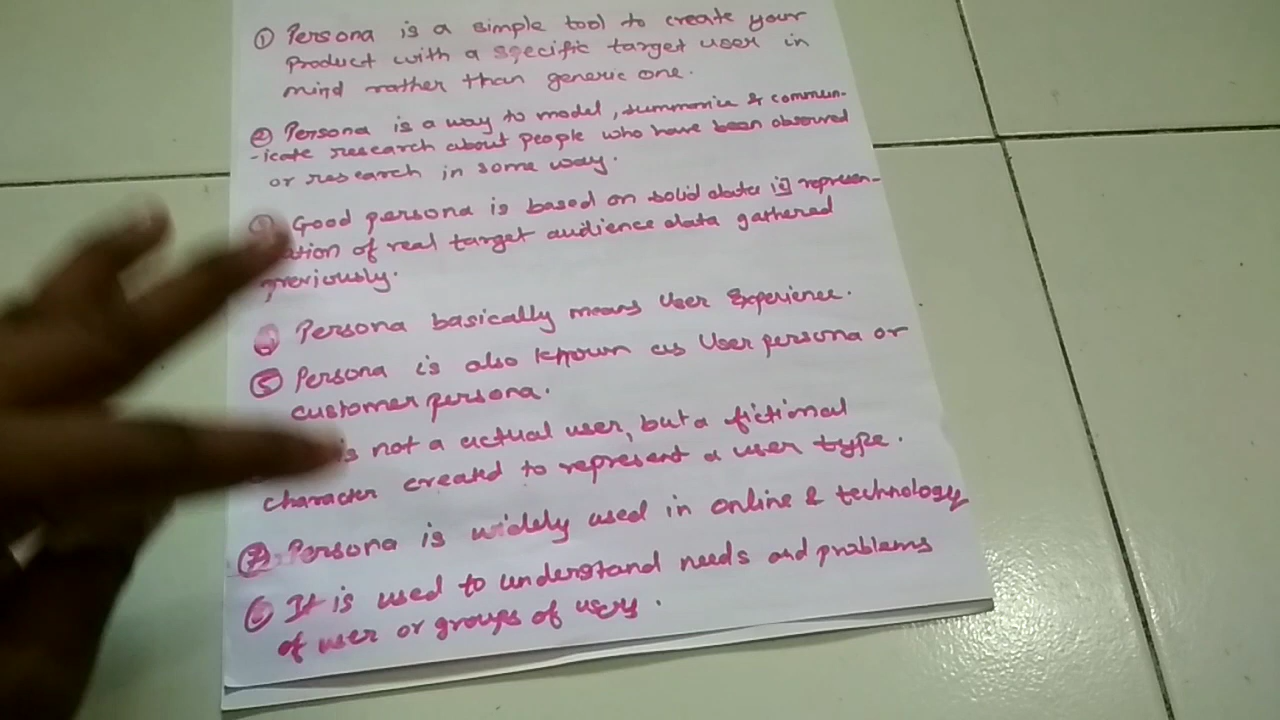 ① Persona is a simple tool to create your
product with a specific target user in
mind rather than generic one.
② Persona is a way to model, summarize & commun-
-icate research about people who have been observed
or research in some way.
Good persona is based on solid data is represen-
ation of real target audience data gathered
previously.
Persona basically means User Experience.
⑤ Persona is also known as User persona or
customer persona.
is not a actual user, but a fictional
character created to represent a user type.
⑦ Persona is widely used in online & technology
It is used to understand needs and problems
of user or groups of users.